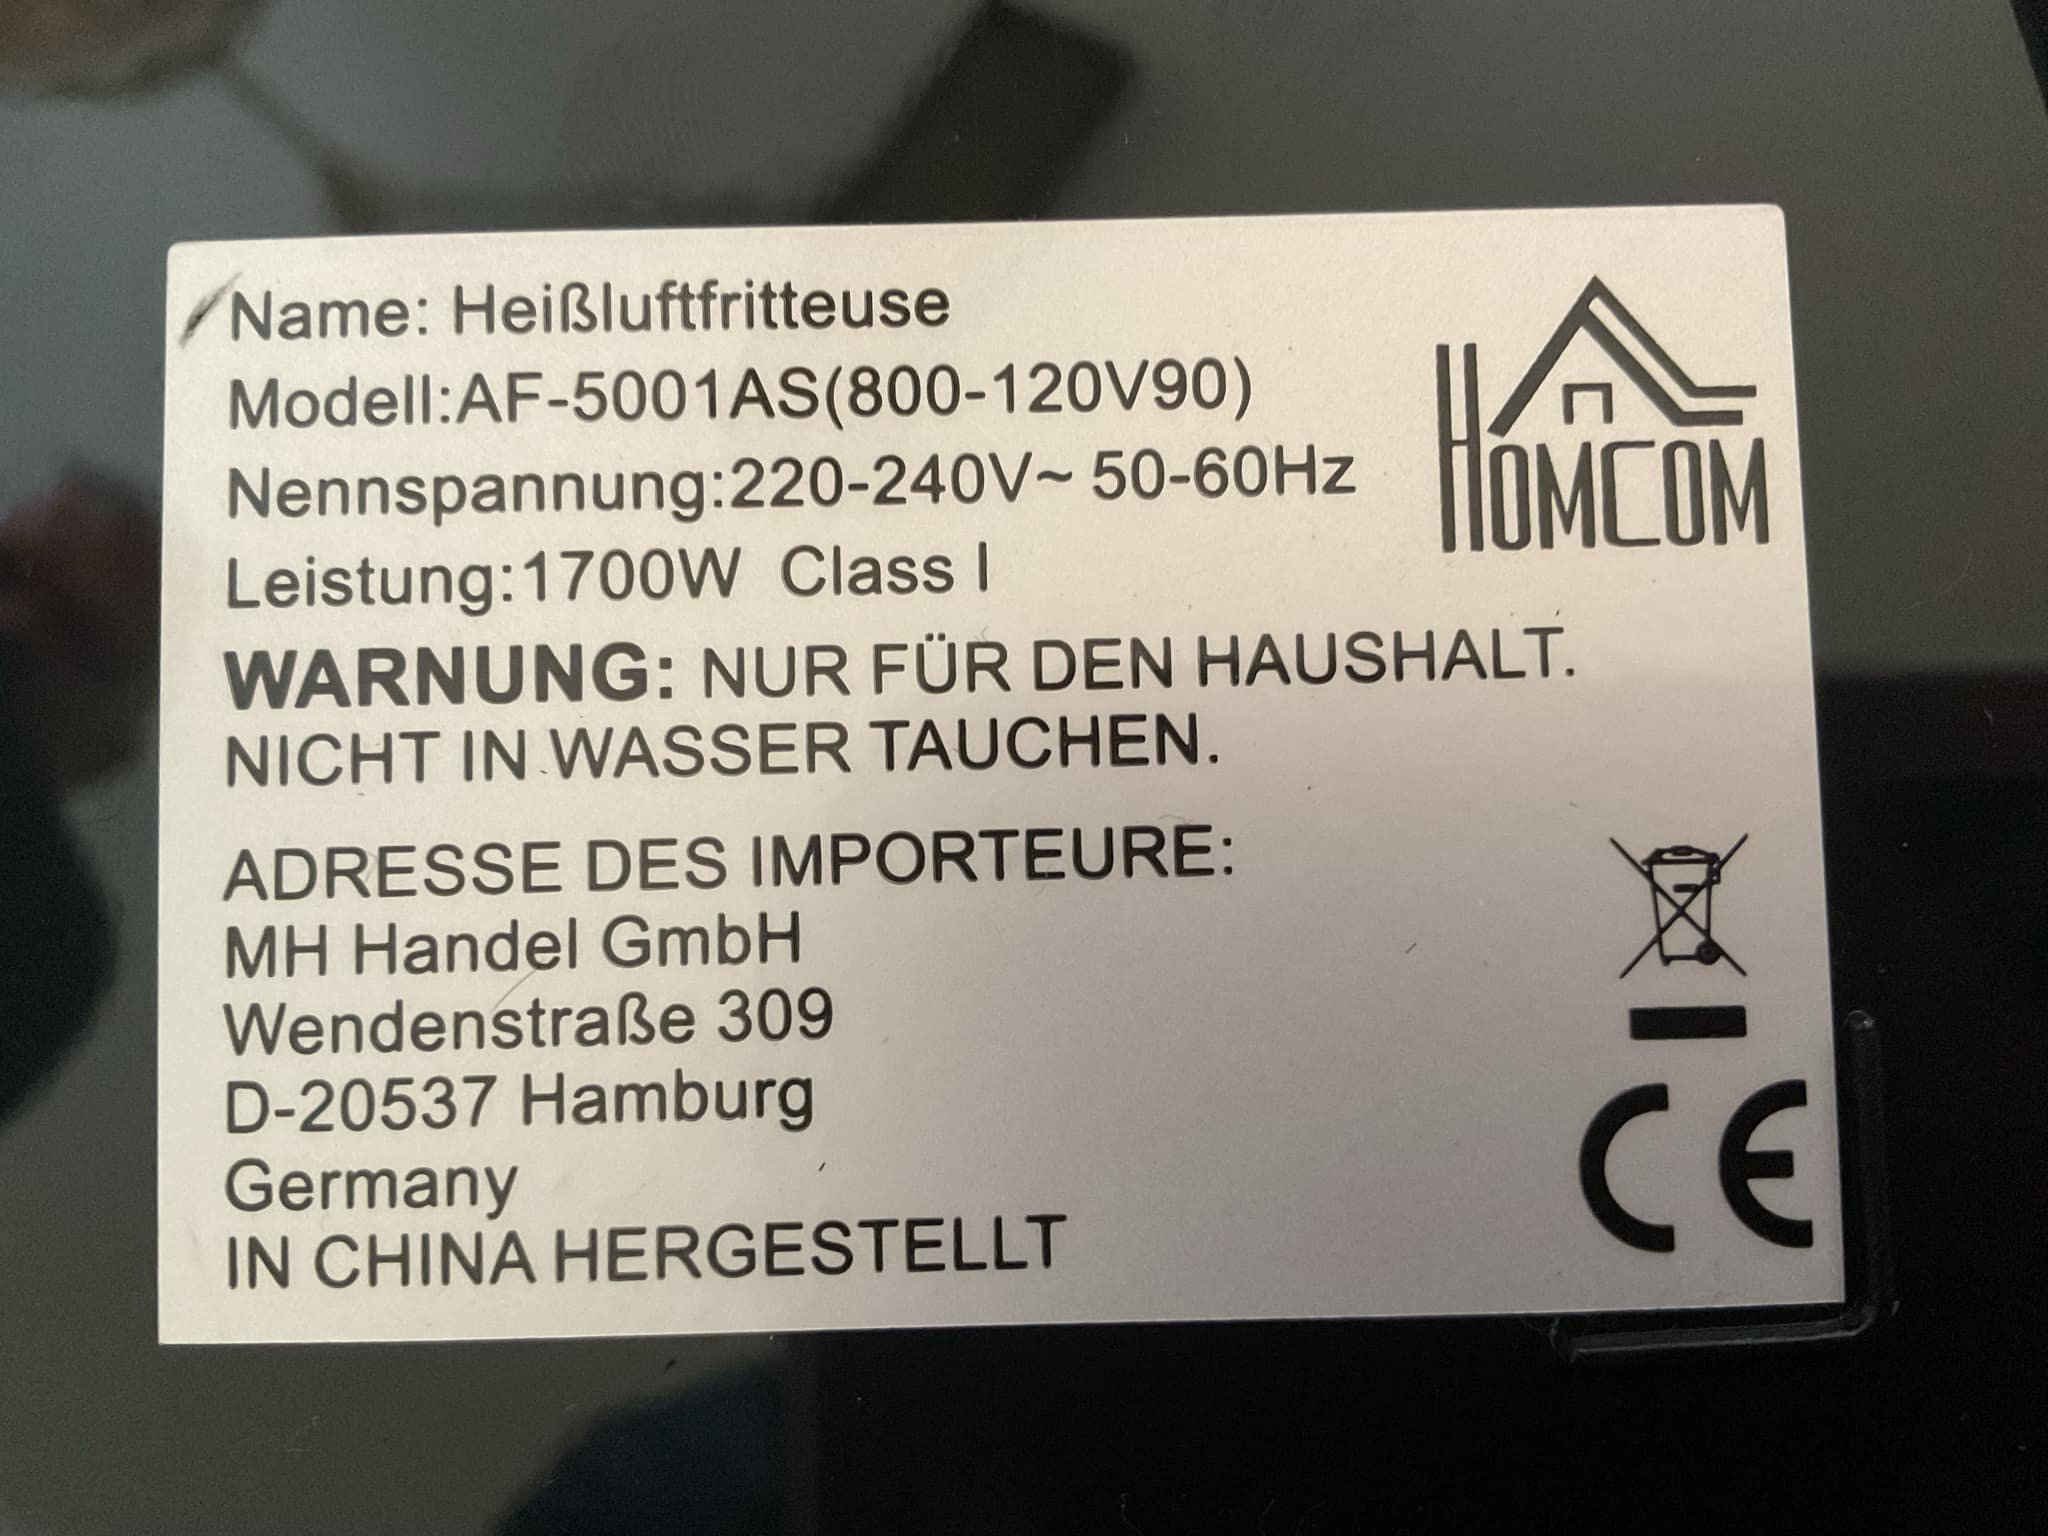 Name: Heißluftfritteuse
Modell:AF-5001AS(800-120V90)
Nennspannung:220-240V~ 50-60Hz
Leistung:1700W Class I
HOMCOM
WARNUNG: NUR FÜR DEN HAUSHALT.
NICHT IN WASSER TAUCHEN.
ADRESSE DES IMPORTEURE:
MH Handel GmbH
Wendenstraße 309
D-20537 Hamburg
Germany
IN CHINA HERGESTELLT
CE